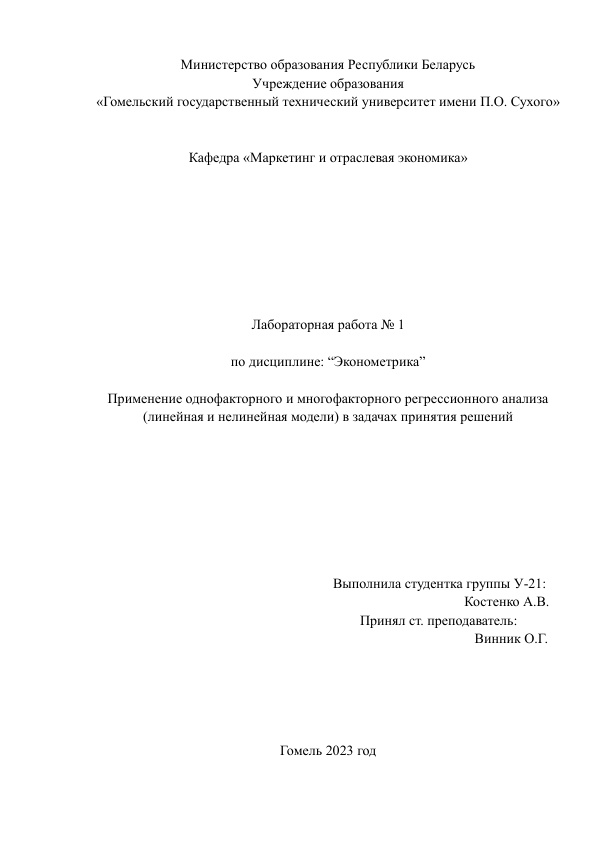 Министерство образования Республики Беларусь
Учреждение образования
«Гомельский государственный технический университет имени П.О. Сухого»
Кафедра «Маркетинг и отраслевая экономика»
Лабораторная работа № 1
по дисциплине: “Эконометрика”
Применение однофакторного и многофакторного регрессионного анализа
(линейная и нелинейная модели) в задачах принятия решений
Выполнила студентка группы У-21:
Костенко А.В.
Принял ст. преподаватель:
Винник О.Г.
Гомель 2023 год